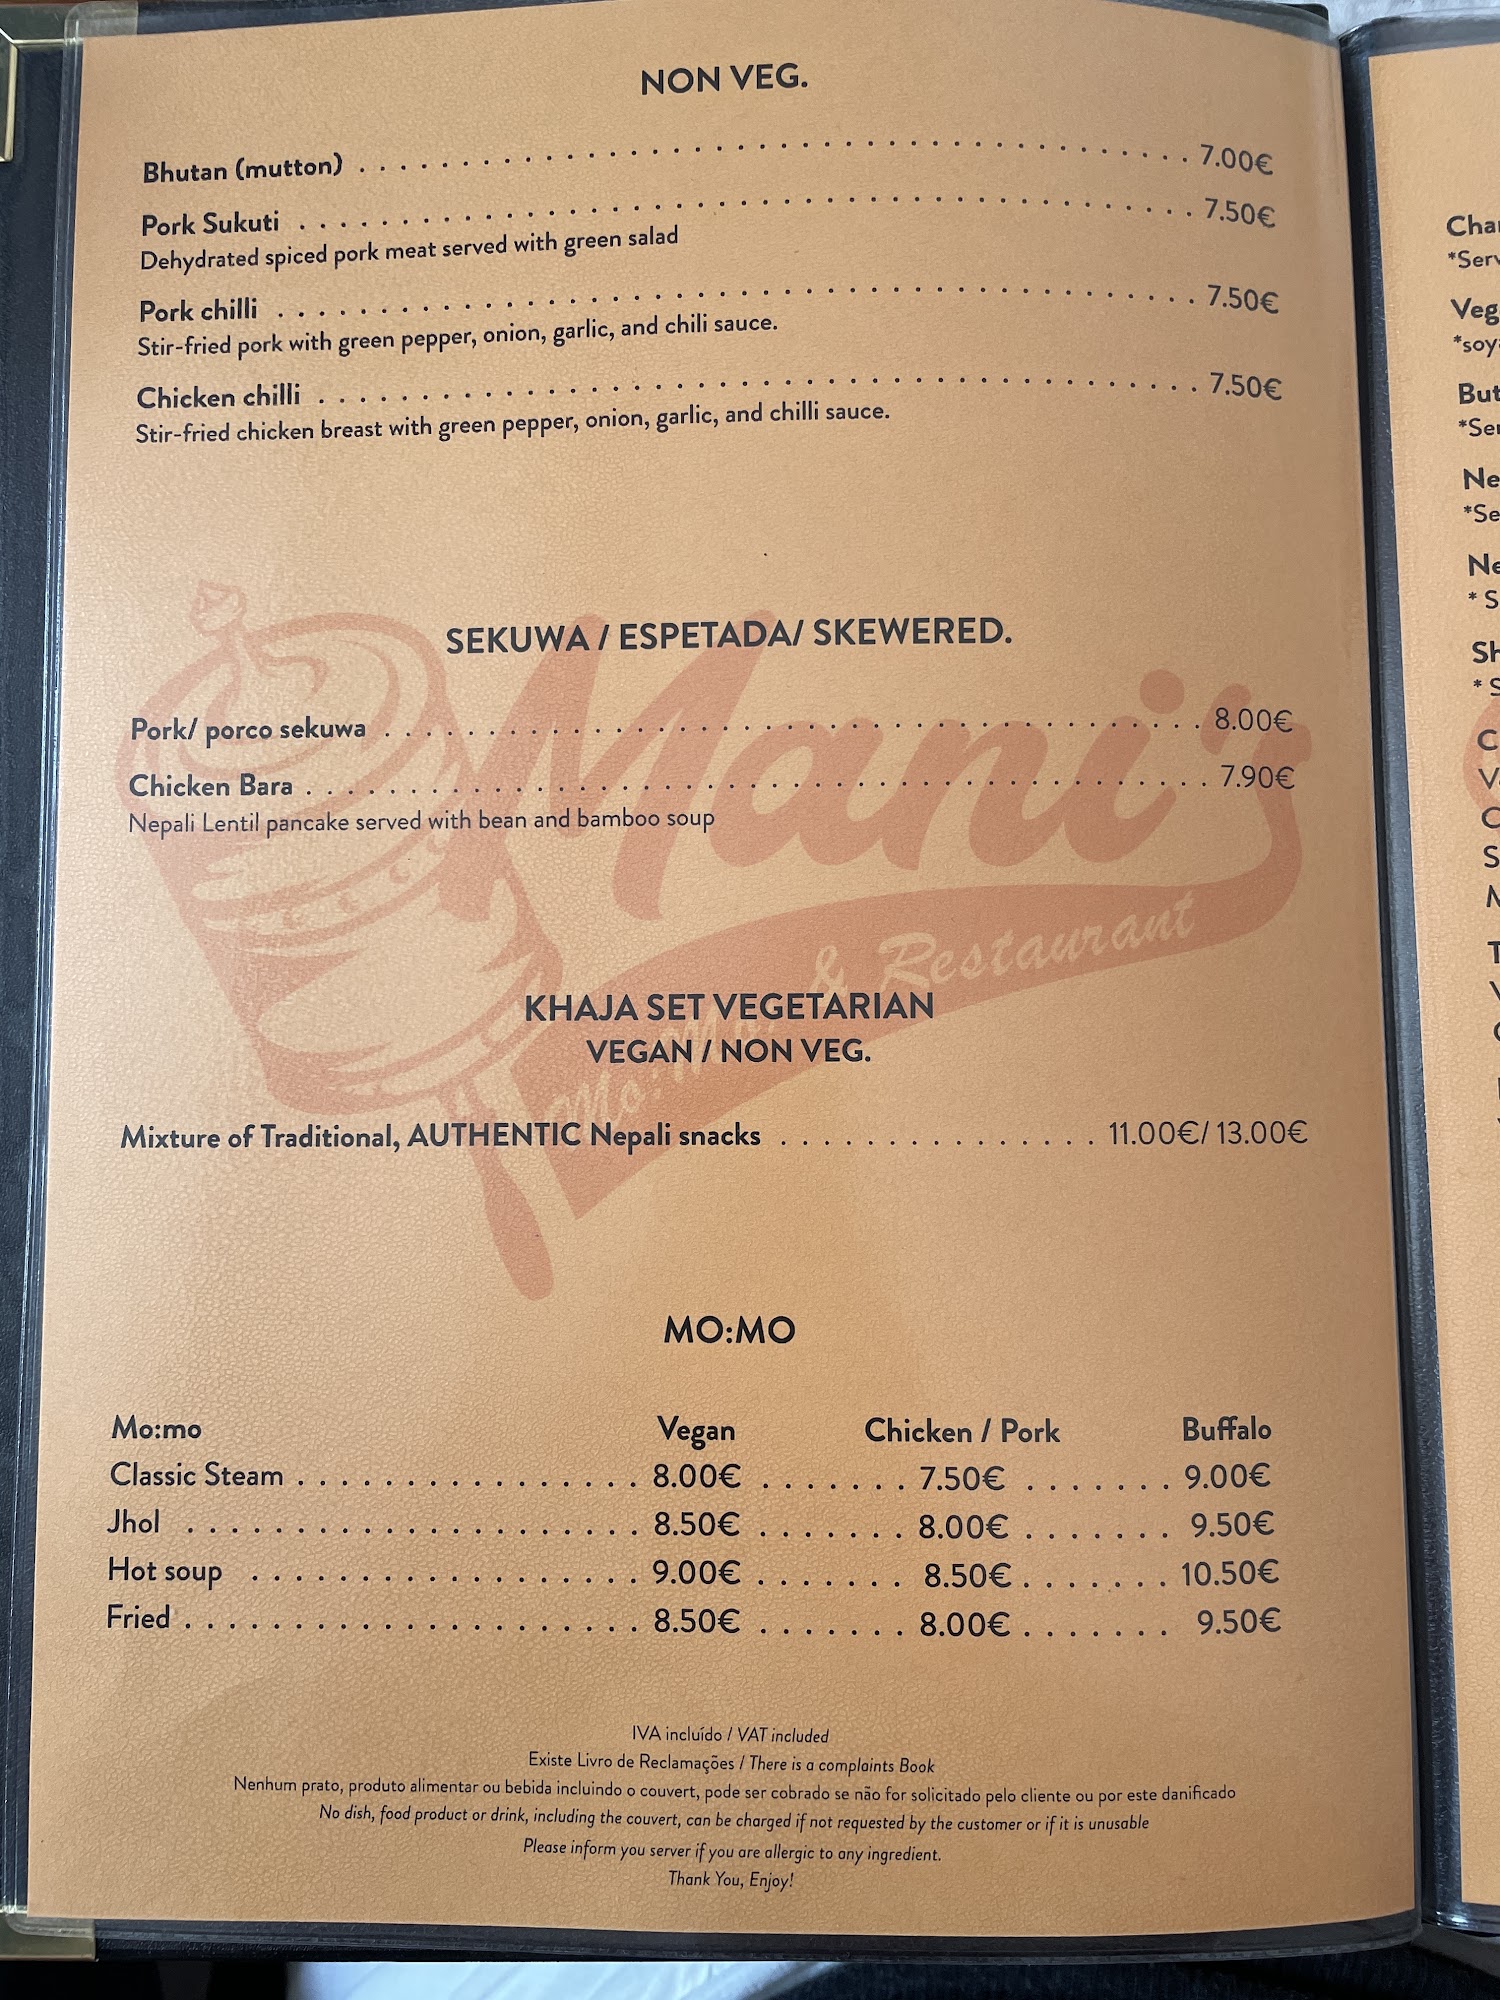 NON VEG.
Bhutan (mutton) 7.00€
Pork Sukuti 7.50€
Dehydrated spiced pork meat served with green salad
Pork chilli 7.50€
Stir-fried pork with green pepper, onion, garlic, and chili sauce.
Chicken chilli 7.50€
Stir-fried chicken breast with green pepper, onion, garlic, and chilli sauce.
SEKUWA / ESPETADA/ SKEWERED.
Pork/ porco sekuwa 8.00€
Chicken Bara 7.90€
Nepali Lentil pancake served with bean and bamboo soup
Mani's
Mo:Mo & Restaurant
KHAJA SET VEGETARIAN
VEGAN / NON VEG.
Mixture of Traditional, AUTHENTIC Nepali snacks 11.00€/ 13.00€
MO:MO
Mo:mo Vegan Chicken / Pork Buffalo
Classic Steam 8.00€ 7.50€ 9.00€
Jhol 8.50€ 8.00€ 9.50€
Hot soup 9.00€ 8.50€ 10.50€
Fried 8.50€ 8.00€ 9.50€
IVA incluído / VAT included
Existe Livro de Reclamações / There is a complaints Book
Nenhum prato, produto alimentar ou bebida incluindo o couvert, pode ser cobrado se não for solicitado pelo cliente ou por este danificado
No dish, food product or drink, including the couvert, can be charged if not requested by the customer or if it is unusable
Please inform you server if you are allergic to any ingredient.
Thank You, Enjoy!